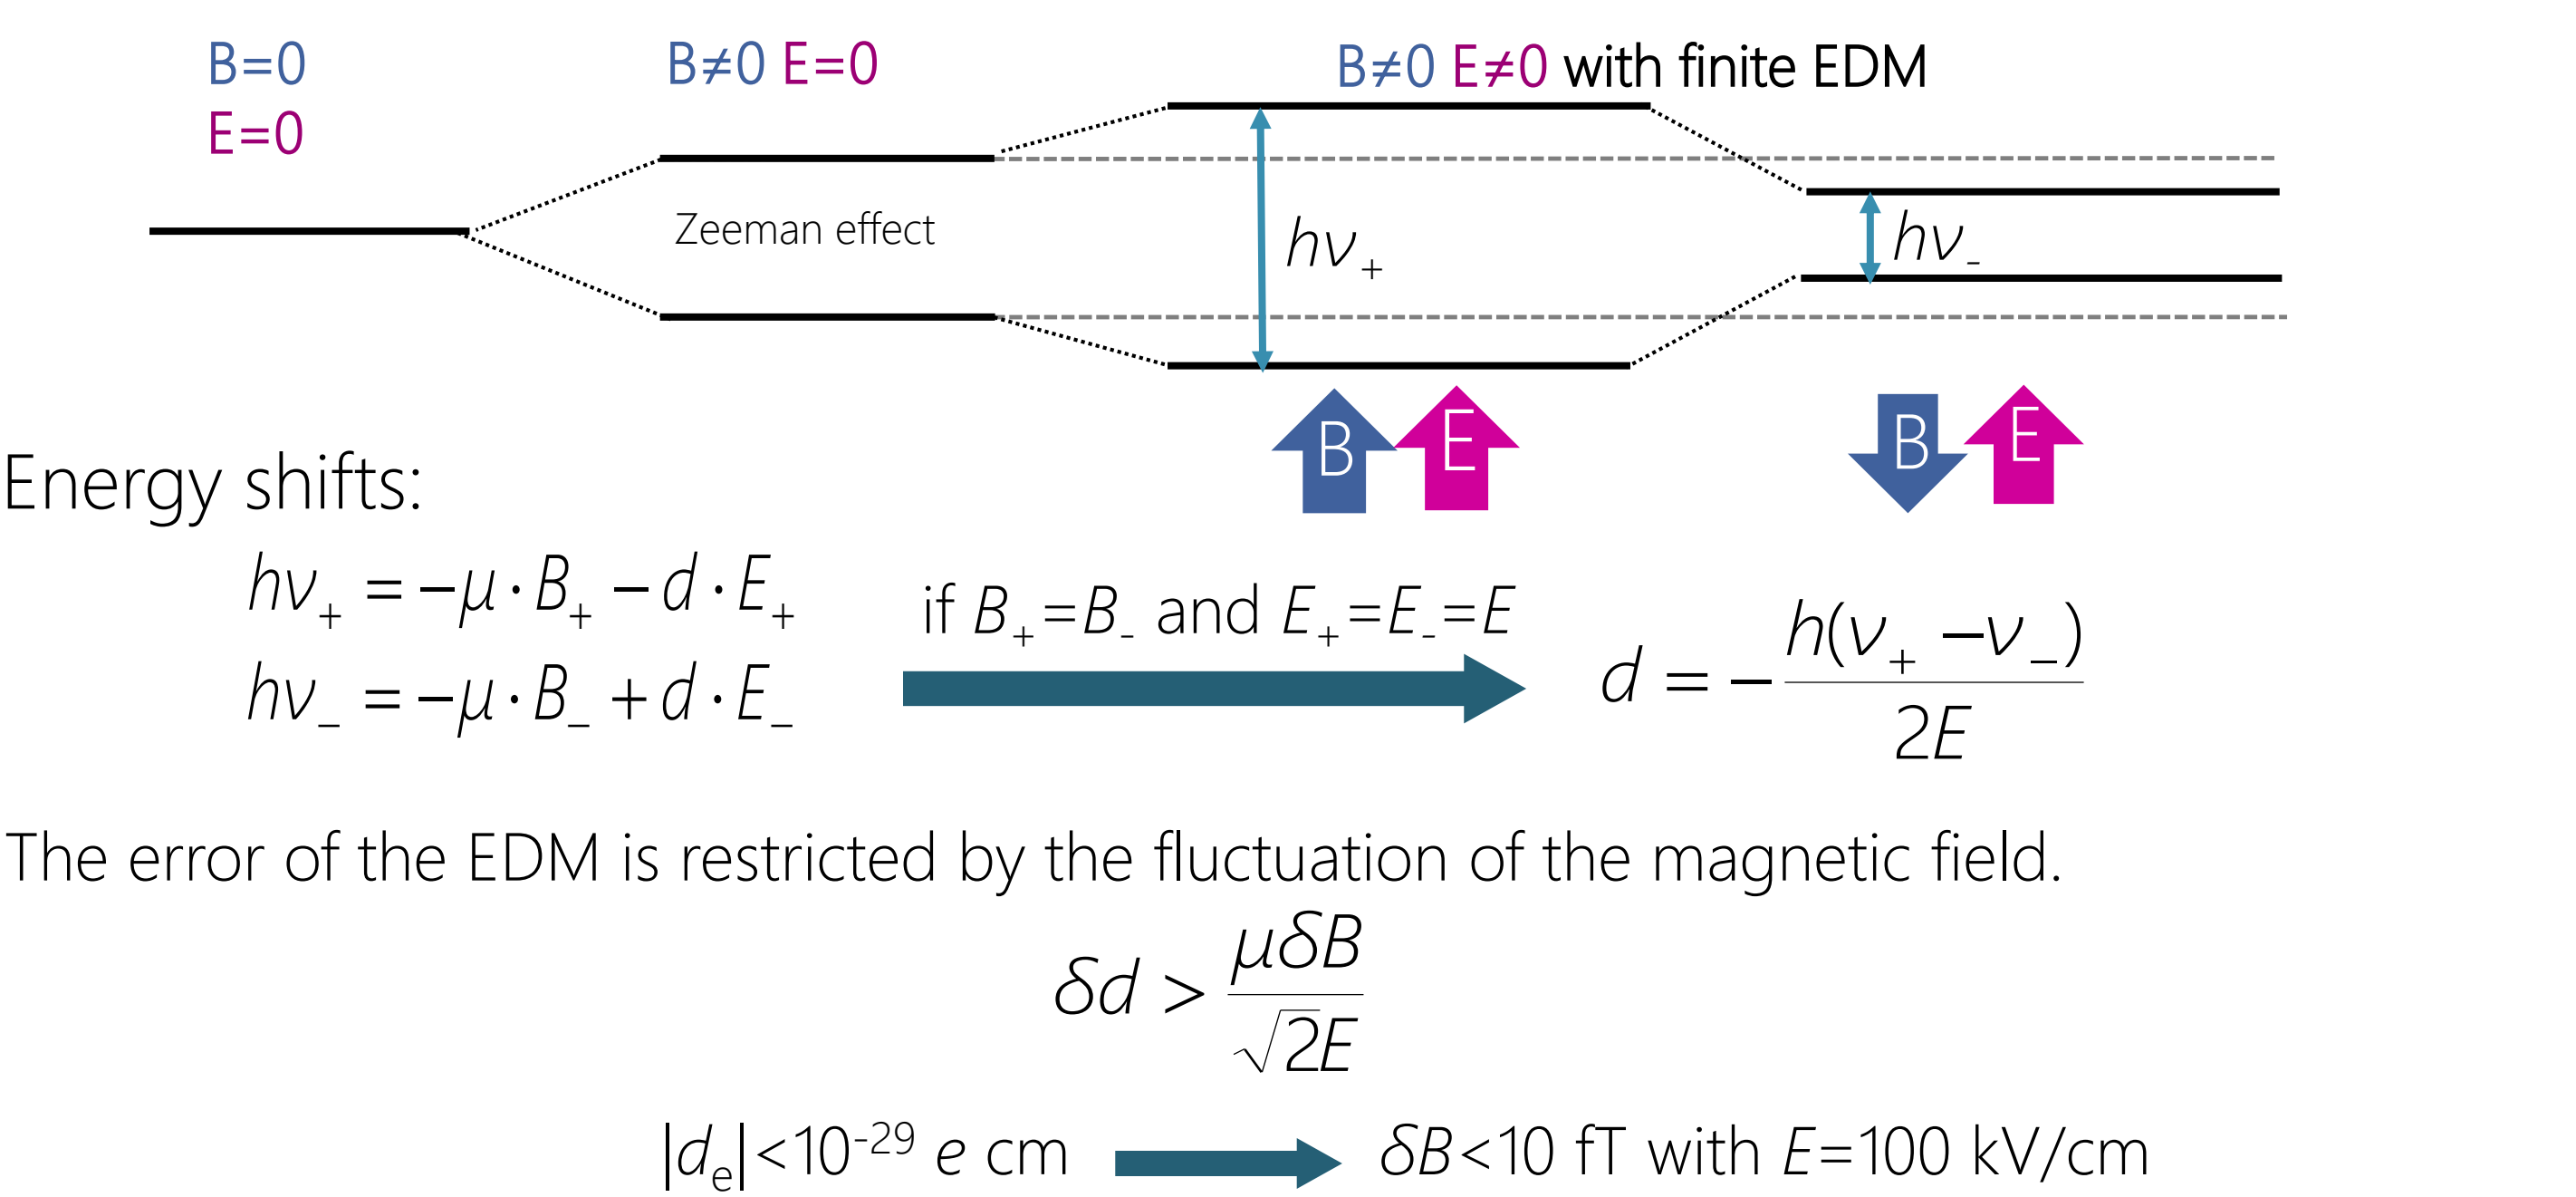 B=0
E=0
B≠0 E=0
B≠0 E≠0 with finite EDM
Zeeman effect
hν₊
hν₋
B E
B E
Energy shifts:
hν₊ = −μ · B₊ − d · E₊
hν₋ = −μ · B₋ + d · E₋
if B₊=B₋ and E₊=E₋=E
d = − h(ν₊ − ν₋) / 2E
The error of the EDM is restricted by the fluctuation of the magnetic field.
δd > μδB / √2E
|dₑ|<10⁻²⁹ e cm
δB<10 fT with E=100 kV/cm